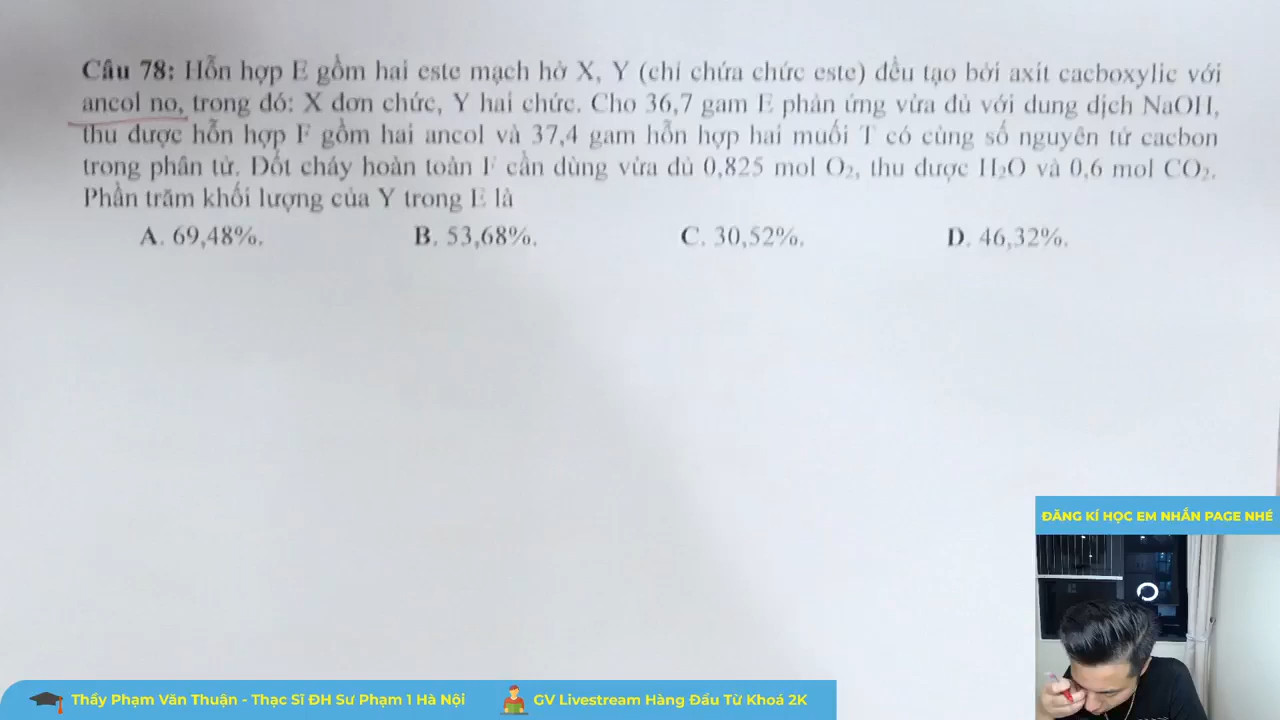 Câu 78: Hỗn hợp E gồm hai este mạch hở X, Y (chỉ chứa chức este) đều tạo bởi axit cacboxylic với
ancol no, trong đó: X đơn chức, Y hai chức. Cho 36,7 gam E phản ứng vừa đủ với dung dịch NaOH,
thu được hỗn hợp F gồm hai ancol và 37,4 gam hỗn hợp hai muối T có cùng số nguyên tử cacbon
trong phân tử. Đốt cháy hoàn toàn F cần dùng vừa đủ 0,825 mol O₂, thu được H₂O và 0,6 mol CO₂.
Phần trăm khối lượng của Y trong E là
A. 69,48%. B. 53,68%. C. 30,52%. D. 46,32%.
ĐĂNG KÍ HỌC EM NHẮN PAGE NHÉ
Thầy Phạm Văn Thuận - Thạc Sĩ ĐH Sư Phạm 1 Hà Nội
GV Livestream Hàng Đầu Từ Khoá 2K